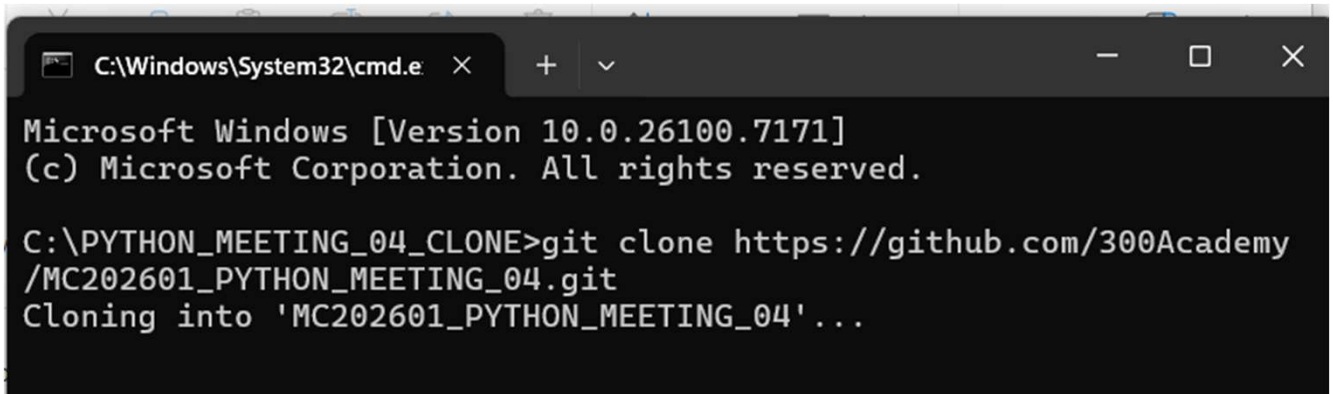 C:\Windows\System32\cmd.e
Microsoft Windows [Version 10.0.26100.7171]
(c) Microsoft Corporation. All rights reserved.
C:\PYTHON_MEETING_04_CLONE>git clone https://github.com/300Academy
/MC202601_PYTHON_MEETING_04.git
Cloning into 'MC202601_PYTHON_MEETING_04'...